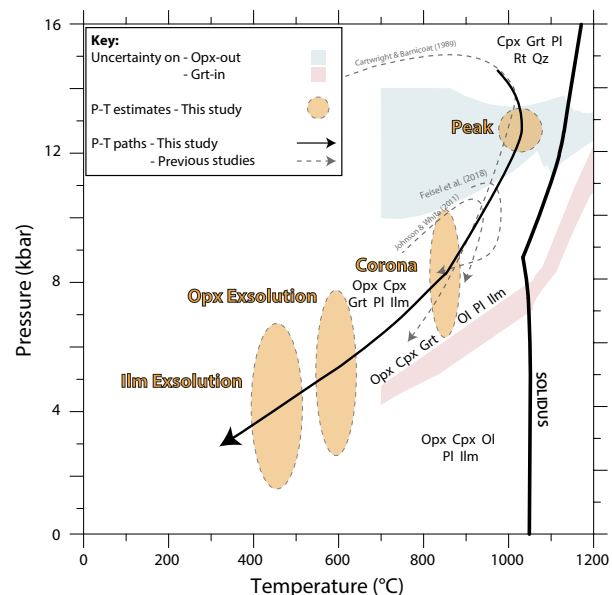 Key:
Uncertainty on - Opx-out
- Grt-in
P-T estimates - This study
P-T paths - This study
- Previous studies
Cartwright & Barnicoat (1989)
Cpx Grt Pl
Rt Qz
Peak
Feisel et al. (2018)
Johnson & White (2011)
Corona
Opx Cpx
Grt Pl Ilm
Opx Exsolution
Ol Pl Ilm
Opx Cpx Grt
Ilm Exsolution
SOLIDUS
Opx Cpx Ol
Pl Ilm
16
12
8
4
0
Pressure (kbar)
0 200 400 600 800 1000 1200
Temperature (°C)